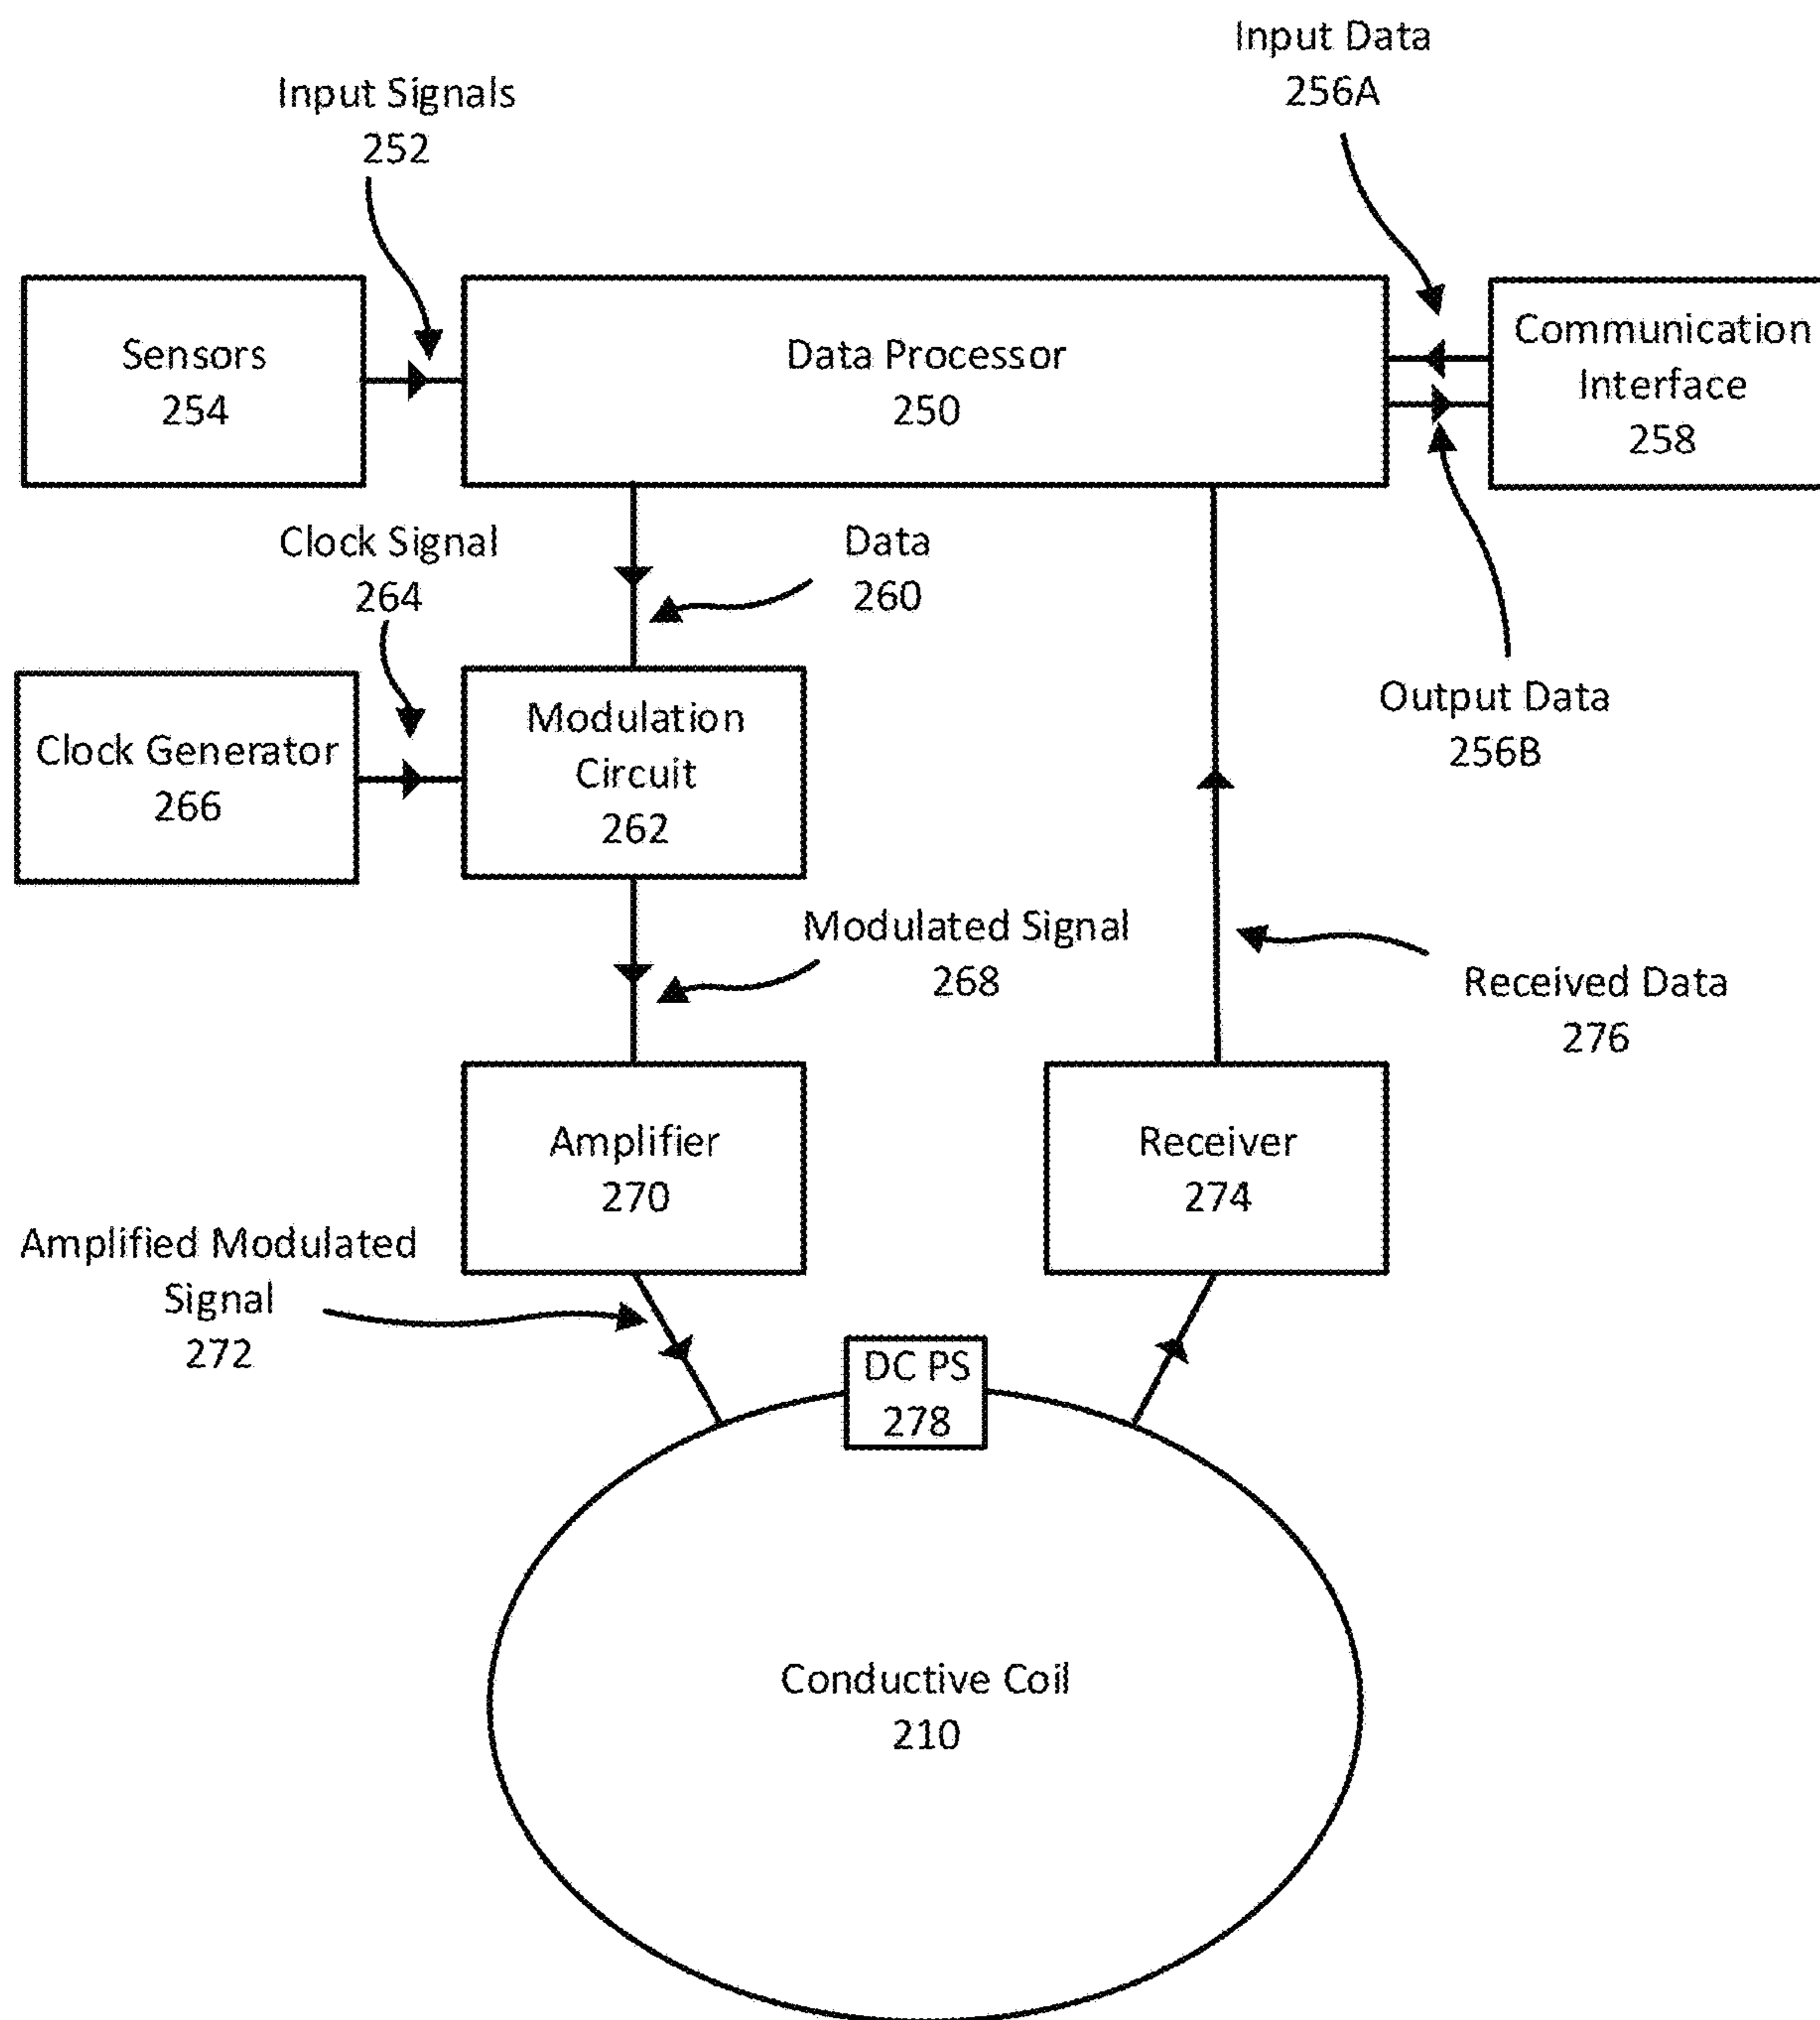 Input Data
256A
Input Signals
252
Sensors
254
Data Processor
250
Communication
Interface
258
Clock Signal
264
Data
260
Output Data
256B
Clock Generator
266
Modulation
Circuit
262
Modulated Signal
268
Received Data
276
Amplifier
270
Receiver
274
Amplified Modulated
Signal
272
DC PS
278
Conductive Coil
210